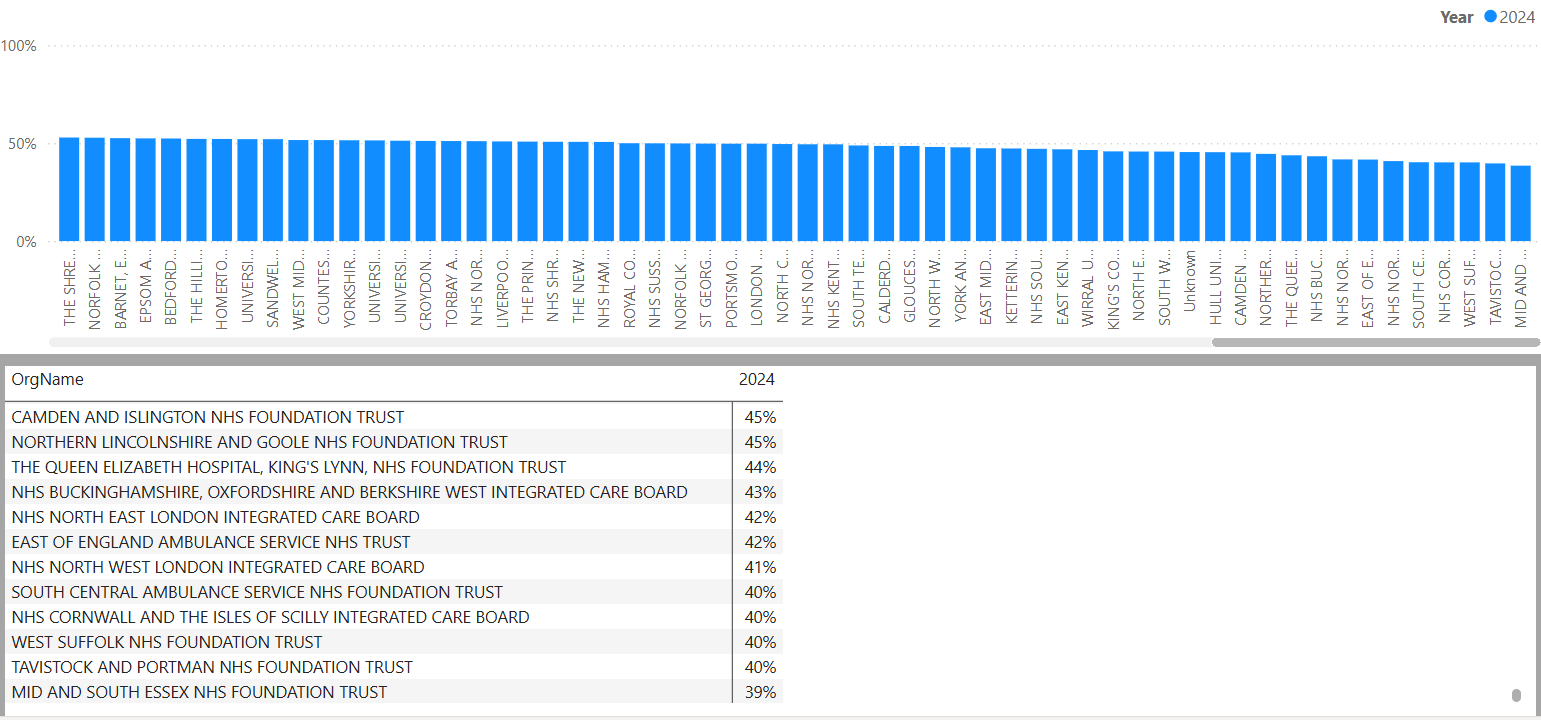 Year 2024
100%
50%
0%
THE SHRE...
NORFOLK ...
BARNET, E...
EPSOM A...
BEDFORD...
THE HILLI...
HOMERTO...
UNIVERSI...
SANDWEL...
WEST MID...
COUNTES...
YORKSHIR...
UNIVERSI...
UNIVERSI...
CROYDON...
TORBAY A...
NHS NOR...
LIVERPOO...
THE PRIN...
NHS SHR...
THE NEW...
NHS HAM...
ROYAL CO...
NHS SUSS...
NORFOLK ...
ST GEORG...
PORTSMO...
LONDON ...
NORTH C...
NHS NOR...
NHS KENT...
SOUTH TE...
CALDERD...
GLOUCES...
NORTH W...
YORK AN...
EAST MID...
KETTERIN...
NHS SOU...
EAST KEN...
WIRRAL U...
KING'S CO...
NORTH E...
SOUTH W...
Unknown
HULL UNI...
CAMDEN ...
NORTHER...
THE QUEE...
NHS BUC...
NHS NOR...
EAST OF E...
NHS NOR...
SOUTH CE...
NHS COR...
WEST SUF...
TAVISTOC...
MID AND ...
OrgName 2024
CAMDEN AND ISLINGTON NHS FOUNDATION TRUST 45%
NORTHERN LINCOLNSHIRE AND GOOLE NHS FOUNDATION TRUST 45%
THE QUEEN ELIZABETH HOSPITAL, KING'S LYNN, NHS FOUNDATION TRUST 44%
NHS BUCKINGHAMSHIRE, OXFORDSHIRE AND BERKSHIRE WEST INTEGRATED CARE BOARD 43%
NHS NORTH EAST LONDON INTEGRATED CARE BOARD 42%
EAST OF ENGLAND AMBULANCE SERVICE NHS TRUST 42%
NHS NORTH WEST LONDON INTEGRATED CARE BOARD 41%
SOUTH CENTRAL AMBULANCE SERVICE NHS FOUNDATION TRUST 40%
NHS CORNWALL AND THE ISLES OF SCILLY INTEGRATED CARE BOARD 40%
WEST SUFFOLK NHS FOUNDATION TRUST 40%
TAVISTOCK AND PORTMAN NHS FOUNDATION TRUST 40%
MID AND SOUTH ESSEX NHS FOUNDATION TRUST 39%